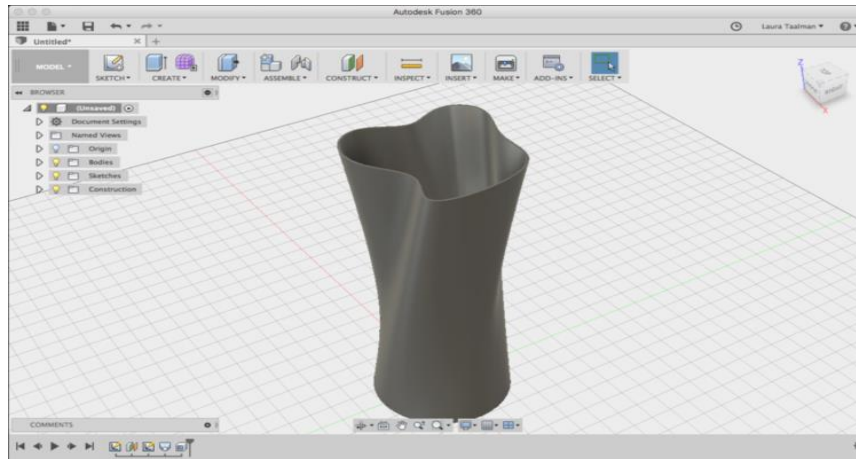 Autodesk Fusion 360
Laura Taalman
Untitled*
MODEL
SKETCH CREATE MODIFY ASSEMBLE CONSTRUCT INSPECT INSERT MAKE ADD-INS SELECT
BROWSER
(Unsaved)
Document Settings
Named Views
Origin
Bodies
Sketches
Construction
Z
X
COMMENTS